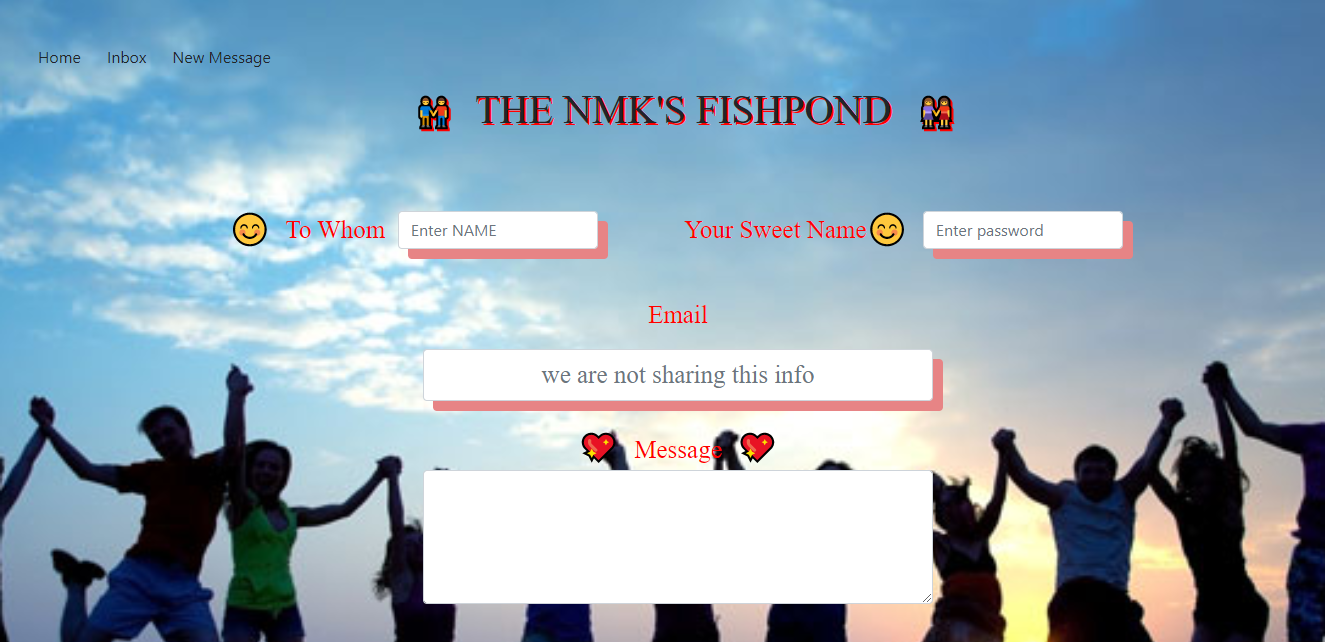 Home Inbox New Message
THE NMK'S FISHPOND
To Whom Enter NAME Your Sweet Name Enter password
Email
we are not sharing this info
Message